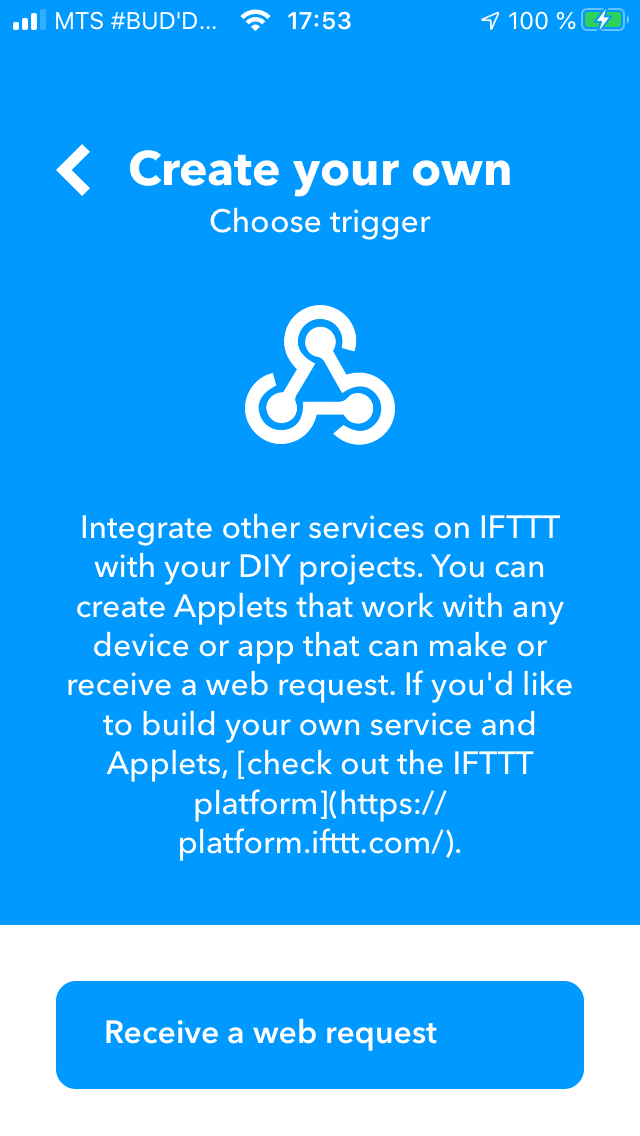 MTS #BUD'D... 17:53 100 %
Create your own
Choose trigger
Integrate other services on IFTTT
with your DIY projects. You can
create Applets that work with any
device or app that can make or
receive a web request. If you'd like
to build your own service and
Applets, [check out the IFTTT
platform](https://
platform.ifttt.com/).
Receive a web request